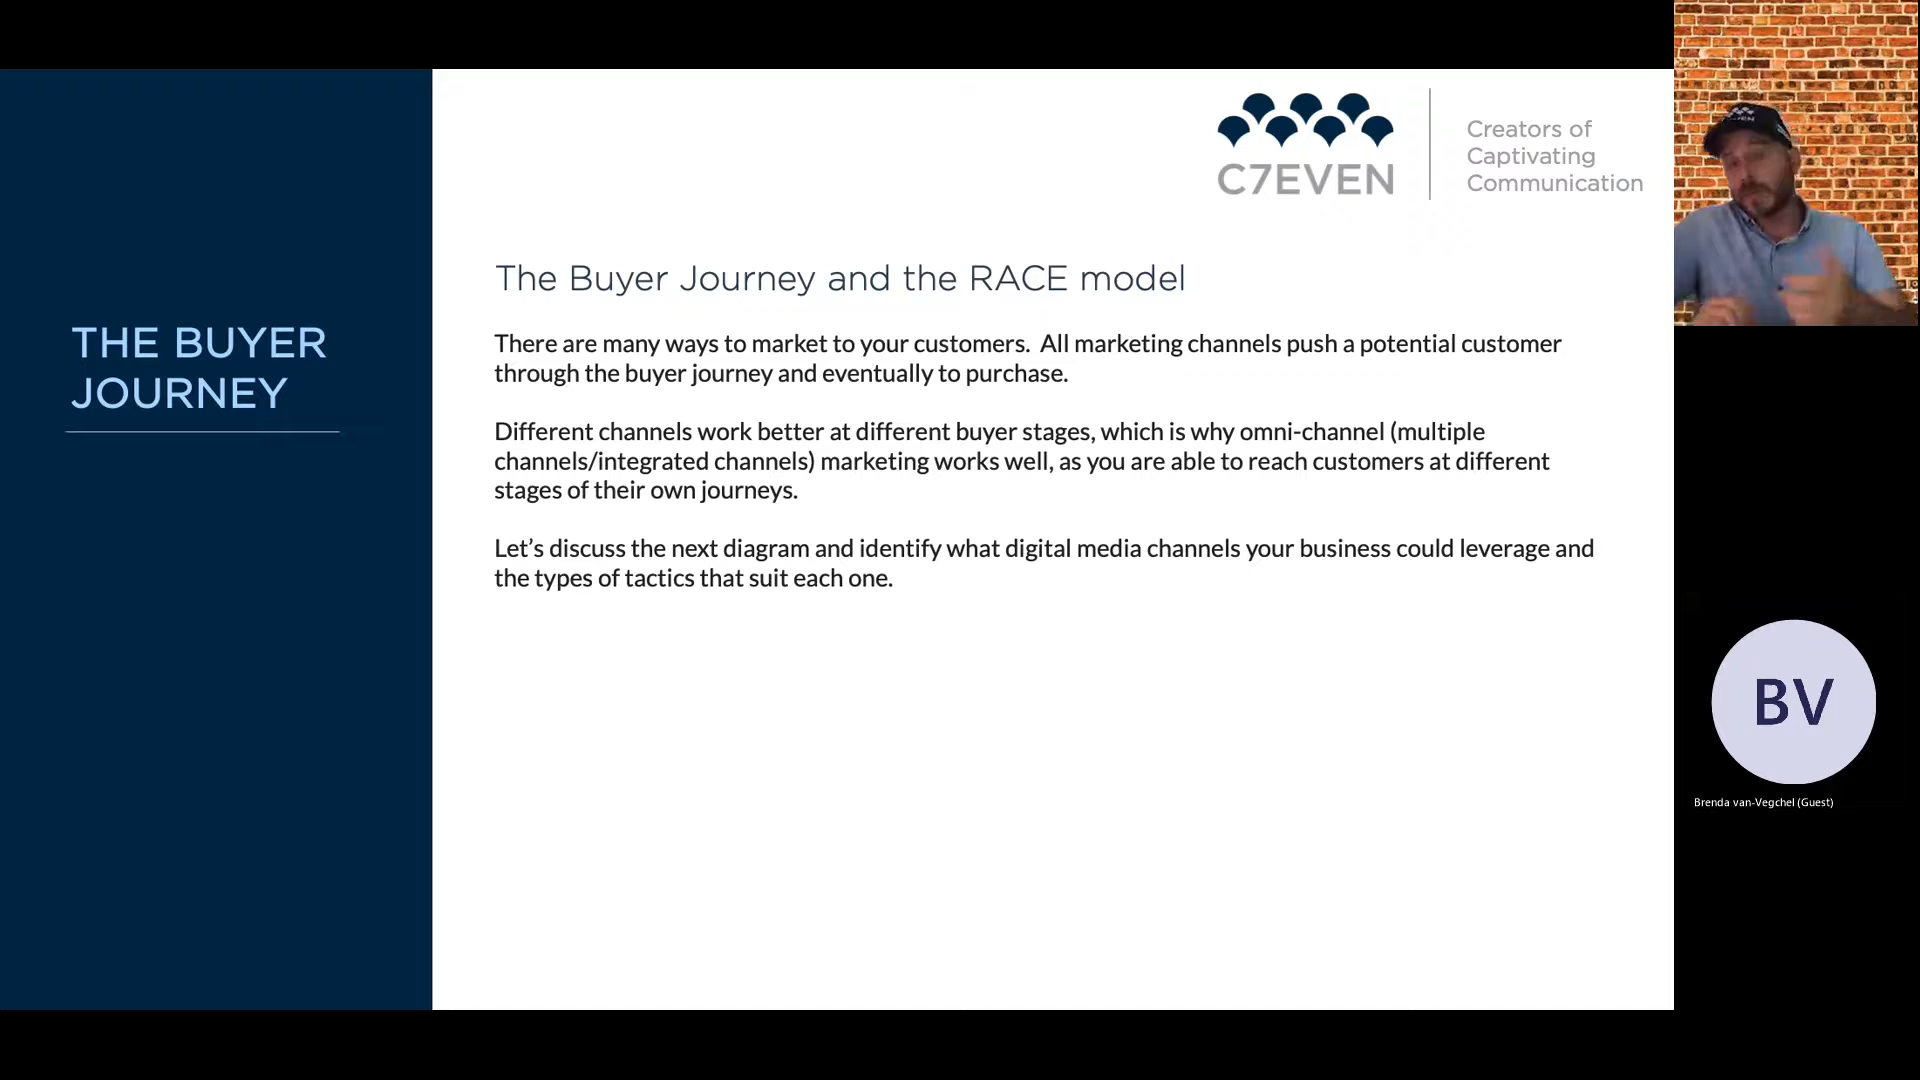 THE BUYER
JOURNEY
C7EVEN
Creators of
Captivating
Communication
The Buyer Journey and the RACE model
There are many ways to market to your customers.  All marketing channels push a potential customer
through the buyer journey and eventually to purchase.
Different channels work better at different buyer stages, which is why omni-channel (multiple
channels/integrated channels) marketing works well, as you are able to reach customers at different
stages of their own journeys.
Let’s discuss the next diagram and identify what digital media channels your business could leverage and
the types of tactics that suit each one.
BV
Brenda van-Vegchel (Guest)